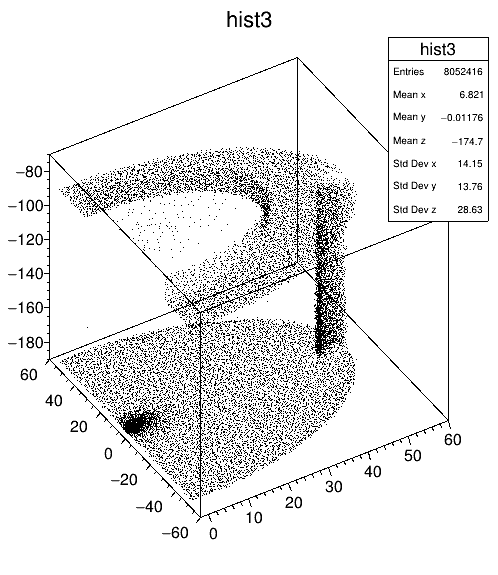 hist3
hist3
Entries 8052416
Mean x 6.821
Mean y −0.01176
Mean z −174.7
Std Dev x 14.15
Std Dev y 13.76
Std Dev z 28.63
−80
−100
−120
−140
−160
−180
60
40
20
0
−20
−40
−60
0
10
20
30
40
50
60